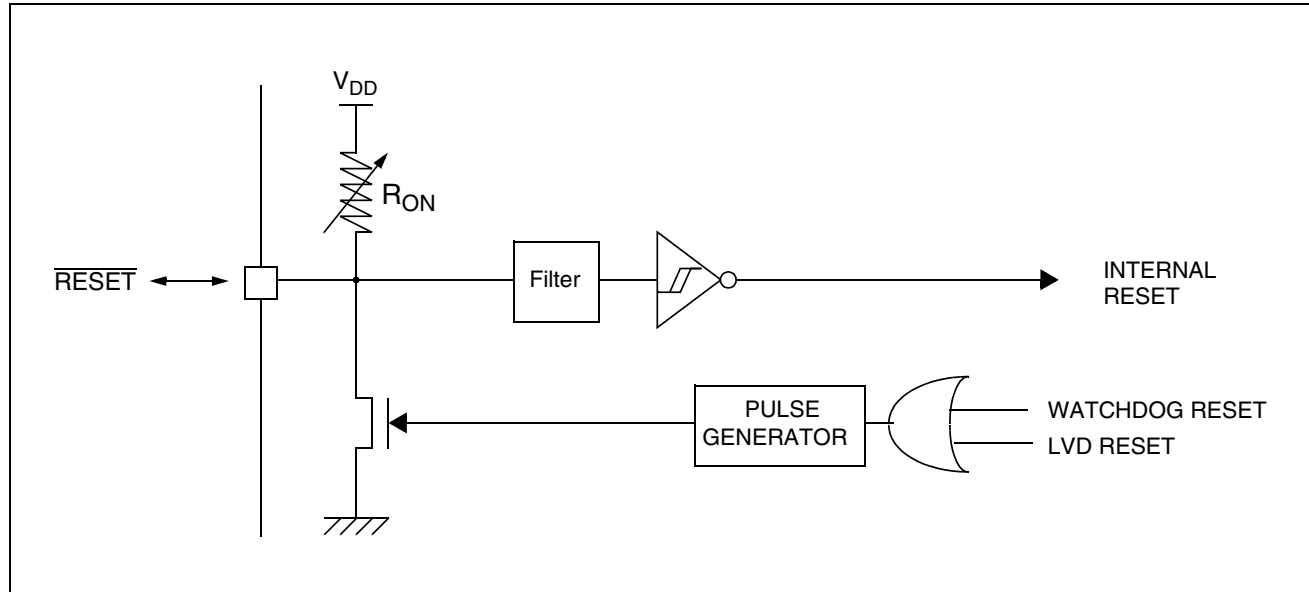 VDD
RON
RESET
Filter
INTERNAL
RESET
PULSE
GENERATOR
WATCHDOG RESET
LVD RESET